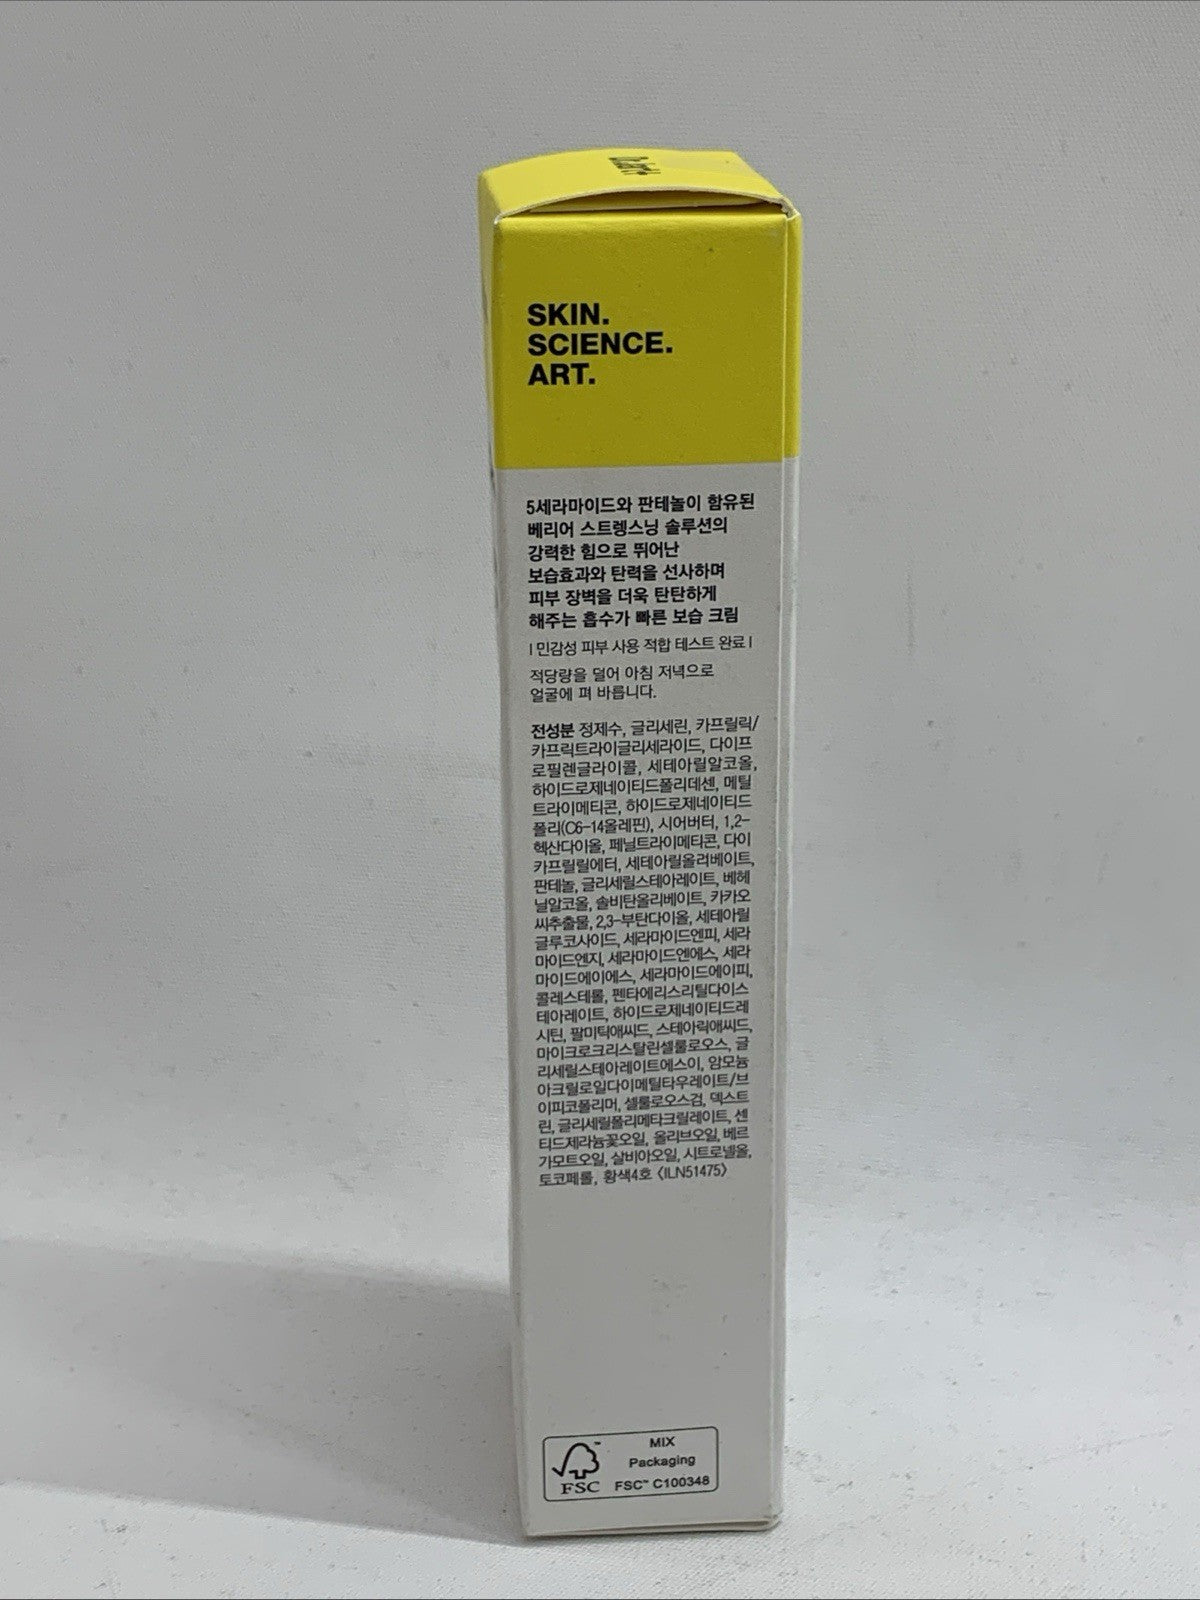 Dr.Jart+
SKIN.
SCIENCE.
ART.
5세라마이드와 판테놀이 함유된
베리어 스트렝스닝 솔루션의
강력한 힘으로 뛰어난
보습효과와 탄력을 선사하며
피부 장벽을 더욱 탄탄하게
해주는 흡수가 빠른 보습 크림
| 민감성 피부 사용 적합 테스트 완료 |
적당량을 덜어 아침 저녁으로
얼굴에 펴 바릅니다.
전성분 정제수, 글리세린, 카프릴릭/
카프릭트라이글리세라이드, 다이프
로필렌글라이콜, 세테아릴알코올,
하이드로제네이티드폴리데센, 메틸
트라이메티콘, 하이드로제네이티드
폴리(C6-14올레핀), 시어버터, 1,2-
헥산다이올, 페닐트라이메티콘, 다이
카프릴릴에터, 세테아릴올리베이트,
판테놀, 글리세릴스테아레이트, 베헤
닐알코올, 솔비탄올리베이트, 카카오
씨추출물, 2,3-부탄다이올, 세테아릴
글루코사이드, 세라마이드엔피, 세라
마이드엔지, 세라마이드엔에스, 세라
마이드에이에스, 세라마이드에이피,
콜레스테롤, 펜타에리스리틸다이스
테아레이트, 하이드로제네이티드레
시틴, 팔미틱애씨드, 스테아릭애씨드,
마이크로크리스탈린셀룰로오스, 글
리세릴스테아레이트에스이, 암모늄
아크릴로일다이메틸타우레이트/브
이피코폴리머, 셀룰로오스검, 덱스트
린, 글리세릴폴리메타크릴레이트, 센
티드제라늄꽃오일, 올리브오일, 베르
가모트오일, 살비아오일, 시트로넬올,
토코페롤, 황색4호 <ILN51475>
FSC
MIX
Packaging
FSC™ C100348